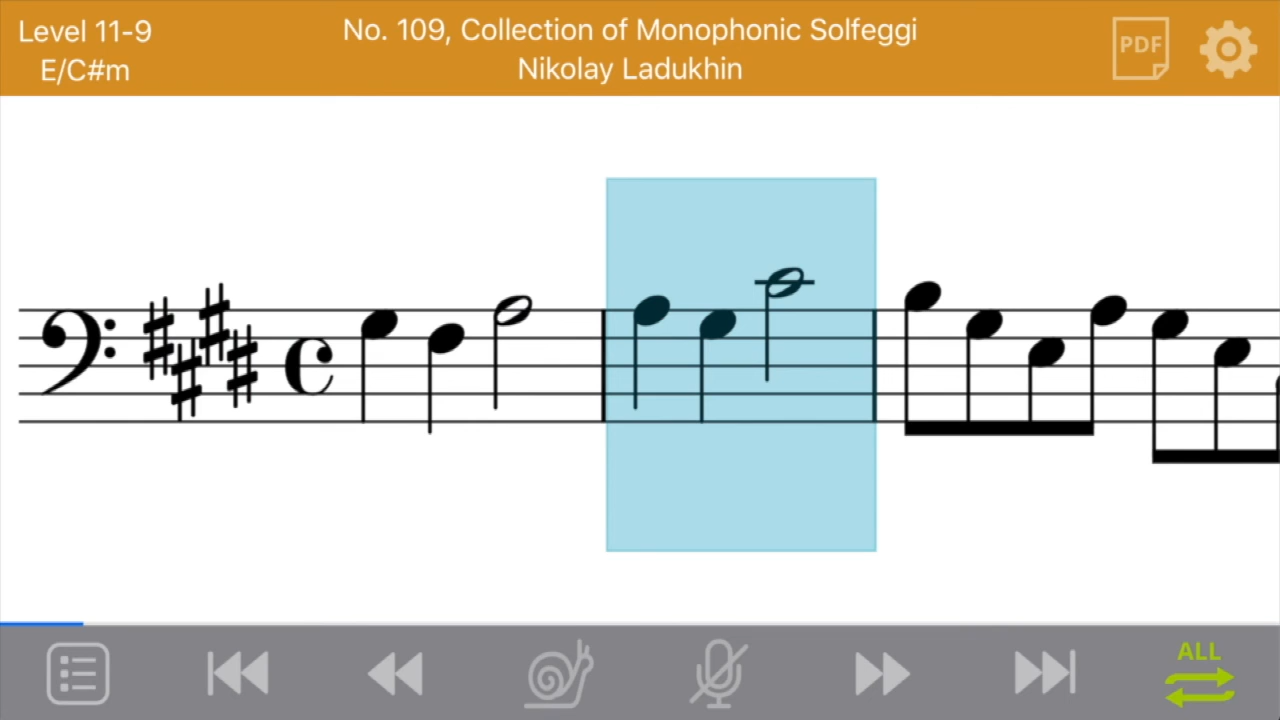 Level 11-9
E/C#m
No. 109, Collection of Monophonic Solfeggi
Nikolay Ladukhin
PDF
ALL